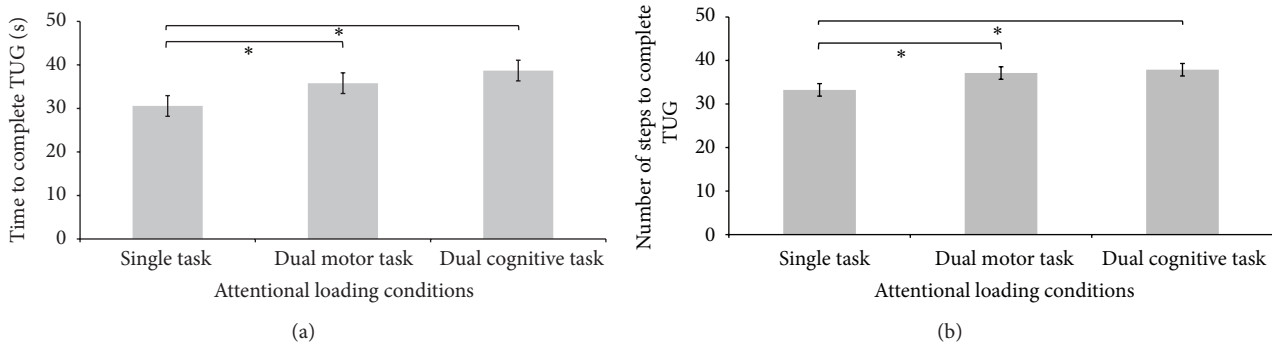 Time to complete TUG (s)
50
40
30
20
10
0
*
*
Single task
Dual motor task
Dual cognitive task
Attentional loading conditions
(a)
Number of steps to complete
TUG
50
40
30
20
10
0
*
*
Single task
Dual motor task
Dual cognitive task
Attentional loading conditions
(b)